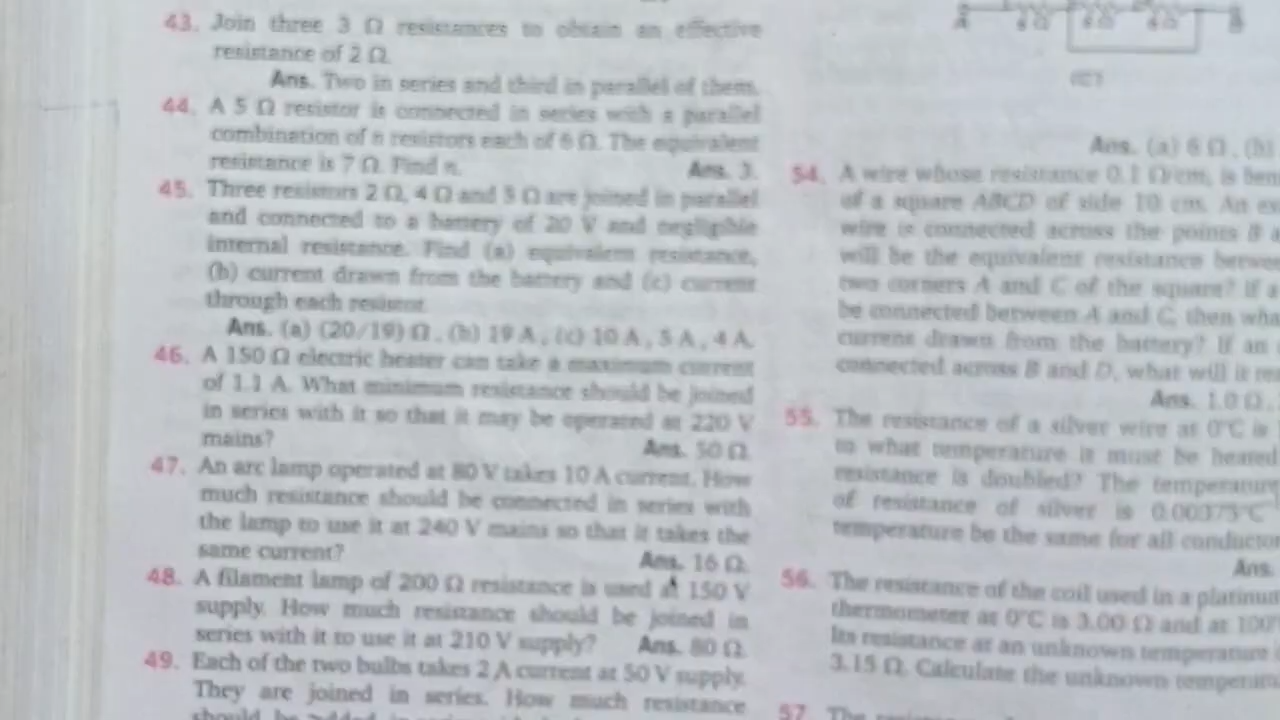 43. Join three 3 Ω resistances to obtain an effective
resistance of 2 Ω.
Ans. Two in series and third in parallel of them.
44. A 5 Ω resistor is connected in series with a parallel
combination of n resistors each of 6 Ω. The equivalent
resistance is 7 Ω. Find n. Ans. 3.
45. Three resistors 2 Ω, 4 Ω and 5 Ω are joined in parallel
and connected to a battery of 20 V and negligible
internal resistance. Find (a) equivalent resistance,
(b) current drawn from the battery and (c) current
through each resistor.
Ans. (a) (20/19) Ω, (b) 19 A, (c) 10 A, 5 A, 4 A.
46. A 150 Ω electric heater can take a maximum current
of 1.1 A. What minimum resistance should be joined
in series with it so that it may be operated at 220 V
mains? Ans. 50 Ω.
47. An arc lamp operated at 80 V takes 10 A current. How
much resistance should be connected in series with
the lamp to use it at 240 V mains so that it takes the
same current? Ans. 16 Ω.
48. A filament lamp of 200 Ω resistance is used at 150 V
supply. How much resistance should be joined in
series with it to use it at 210 V supply? Ans. 80 Ω.
49. Each of the two bulbs takes 2 A current at 50 V supply.
They are joined in series. How much resistance
should be added in series
A B
Ans. (a) 6 Ω, (b)
54. A wire whose resistance 0.1 Ω/cm, is
of a square ABCD of side 10 cm. An
wire is connected across the points B
will be the equivalent resistance
two corners A and C of the square? If a
be connected between A and C, then
current drawn from the battery? If an
connected across B and D, what will
Ans. 1.0 Ω,
55. The resistance of a silver wire at 0°C is
to what temperature it must be heated
resistance is doubled? The temperature
of resistance of silver is 0.00375°C
temperature be the same for all
Ans.
56. The resistance of the coil used in a
thermometer at 0°C is 3.00 Ω and at 100°
Its resistance at an unknown temperature
3.15 Ω. Calculate the unknown
57. The